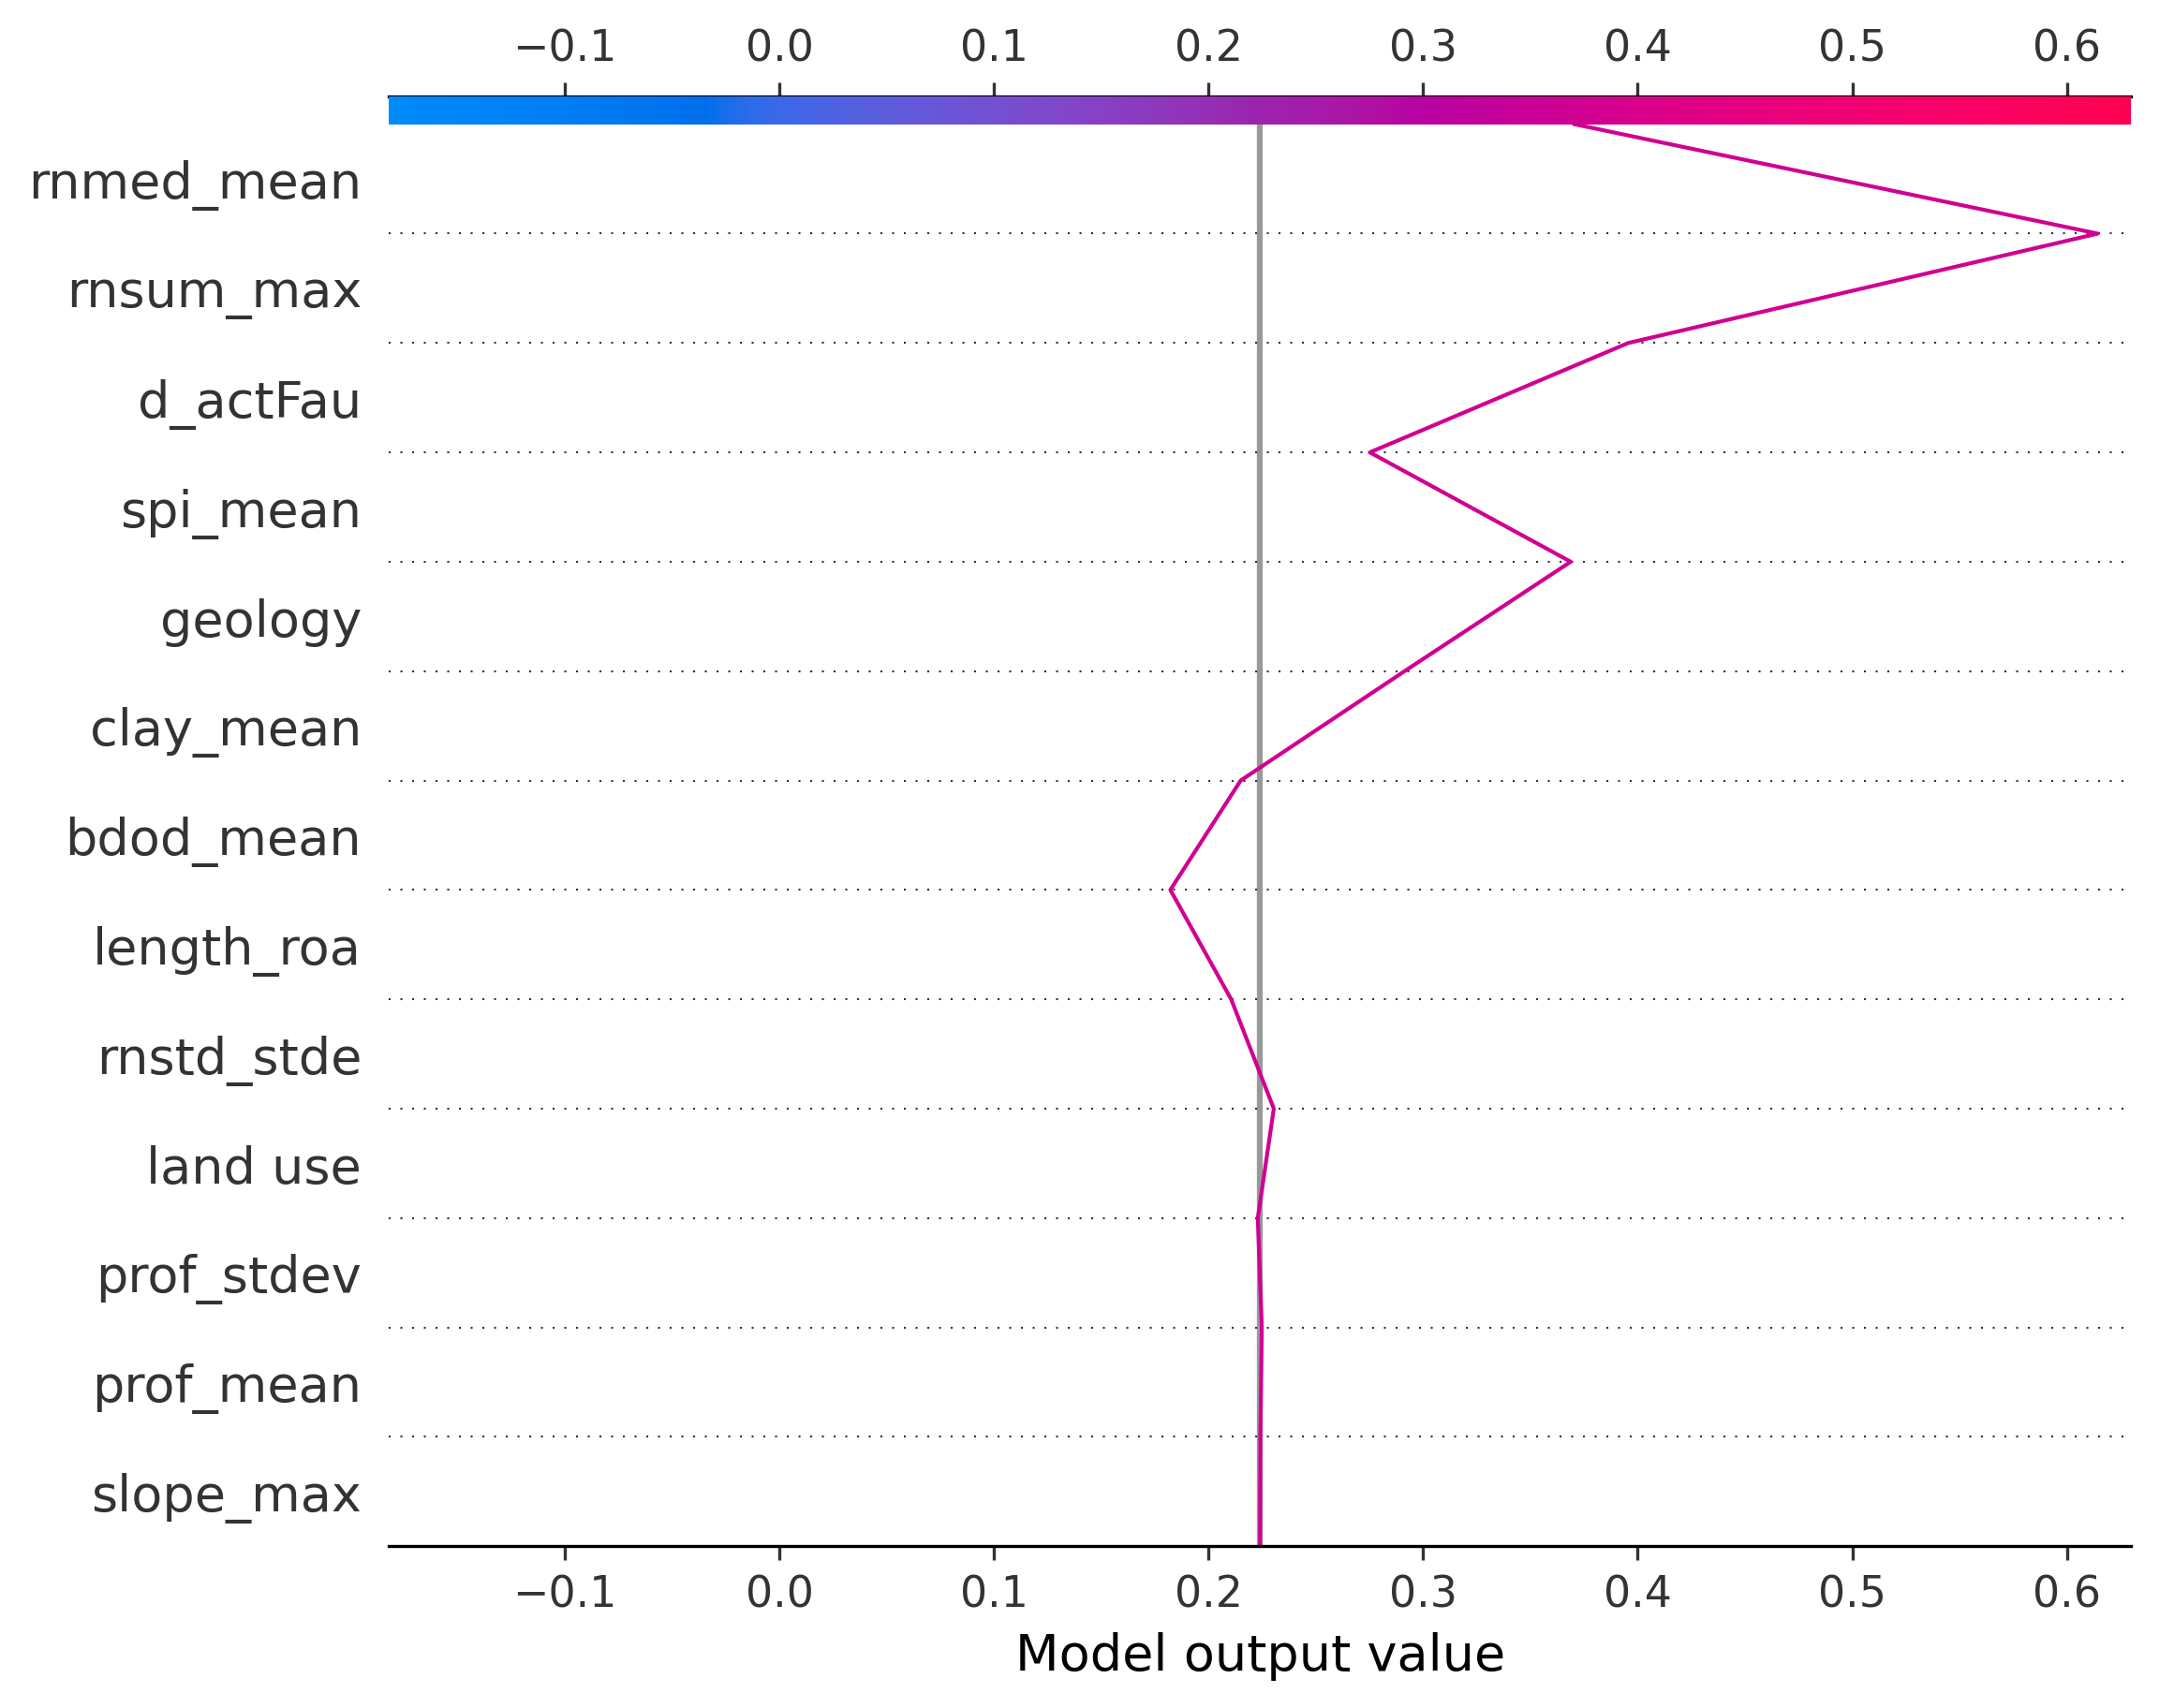 −0.1 0.0 0.1 0.2 0.3 0.4 0.5 0.6
rnmed_mean
rnsum_max
d_actFau
spi_mean
geology
clay_mean
bdod_mean
length_roa
rnstd_stde
land use
prof_stdev
prof_mean
slope_max
−0.1 0.0 0.1 0.2 0.3 0.4 0.5 0.6
Model output value